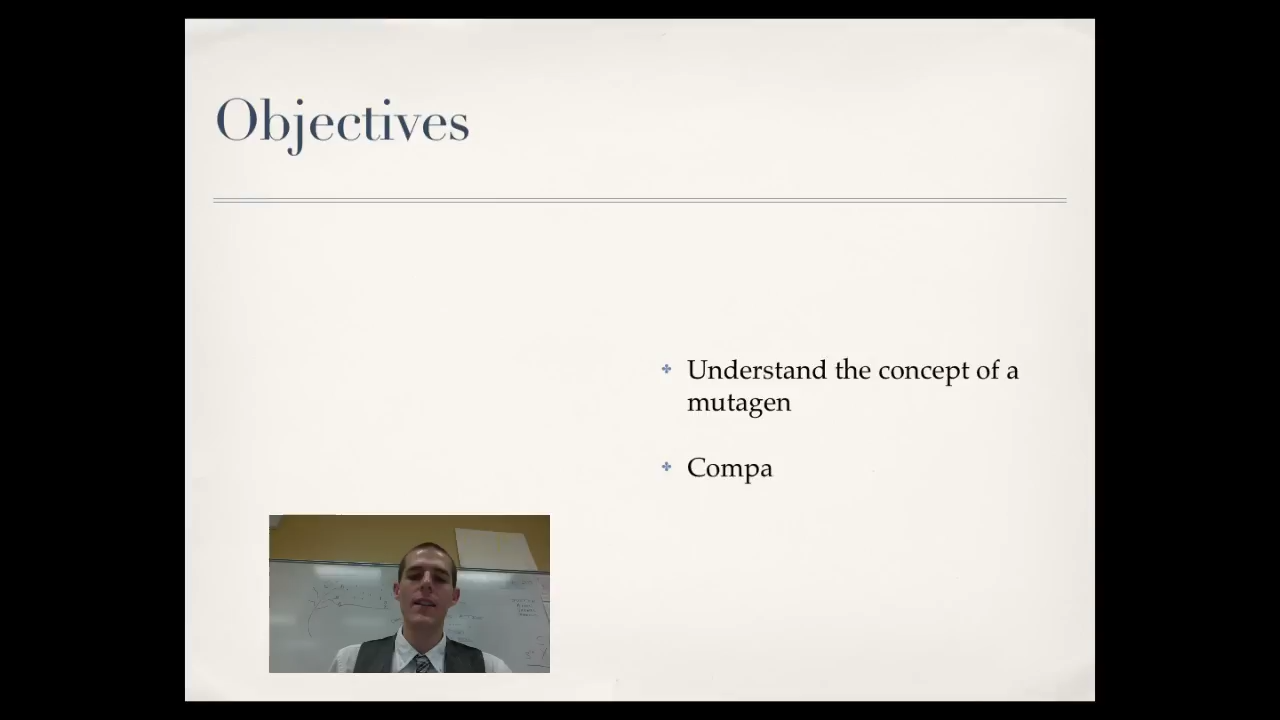 Objectives
Understand the concept of a
mutagen
Compa